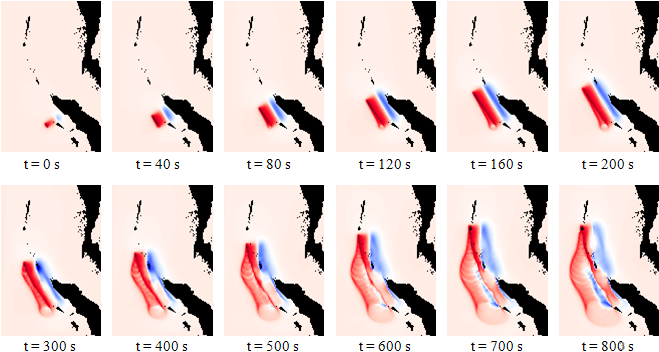 t = 0 s t = 40 s t = 80 s t = 120 s t = 160 s t = 200 s
t = 300 s t = 400 s t = 500 s t = 600 s t = 700 s t = 800 s